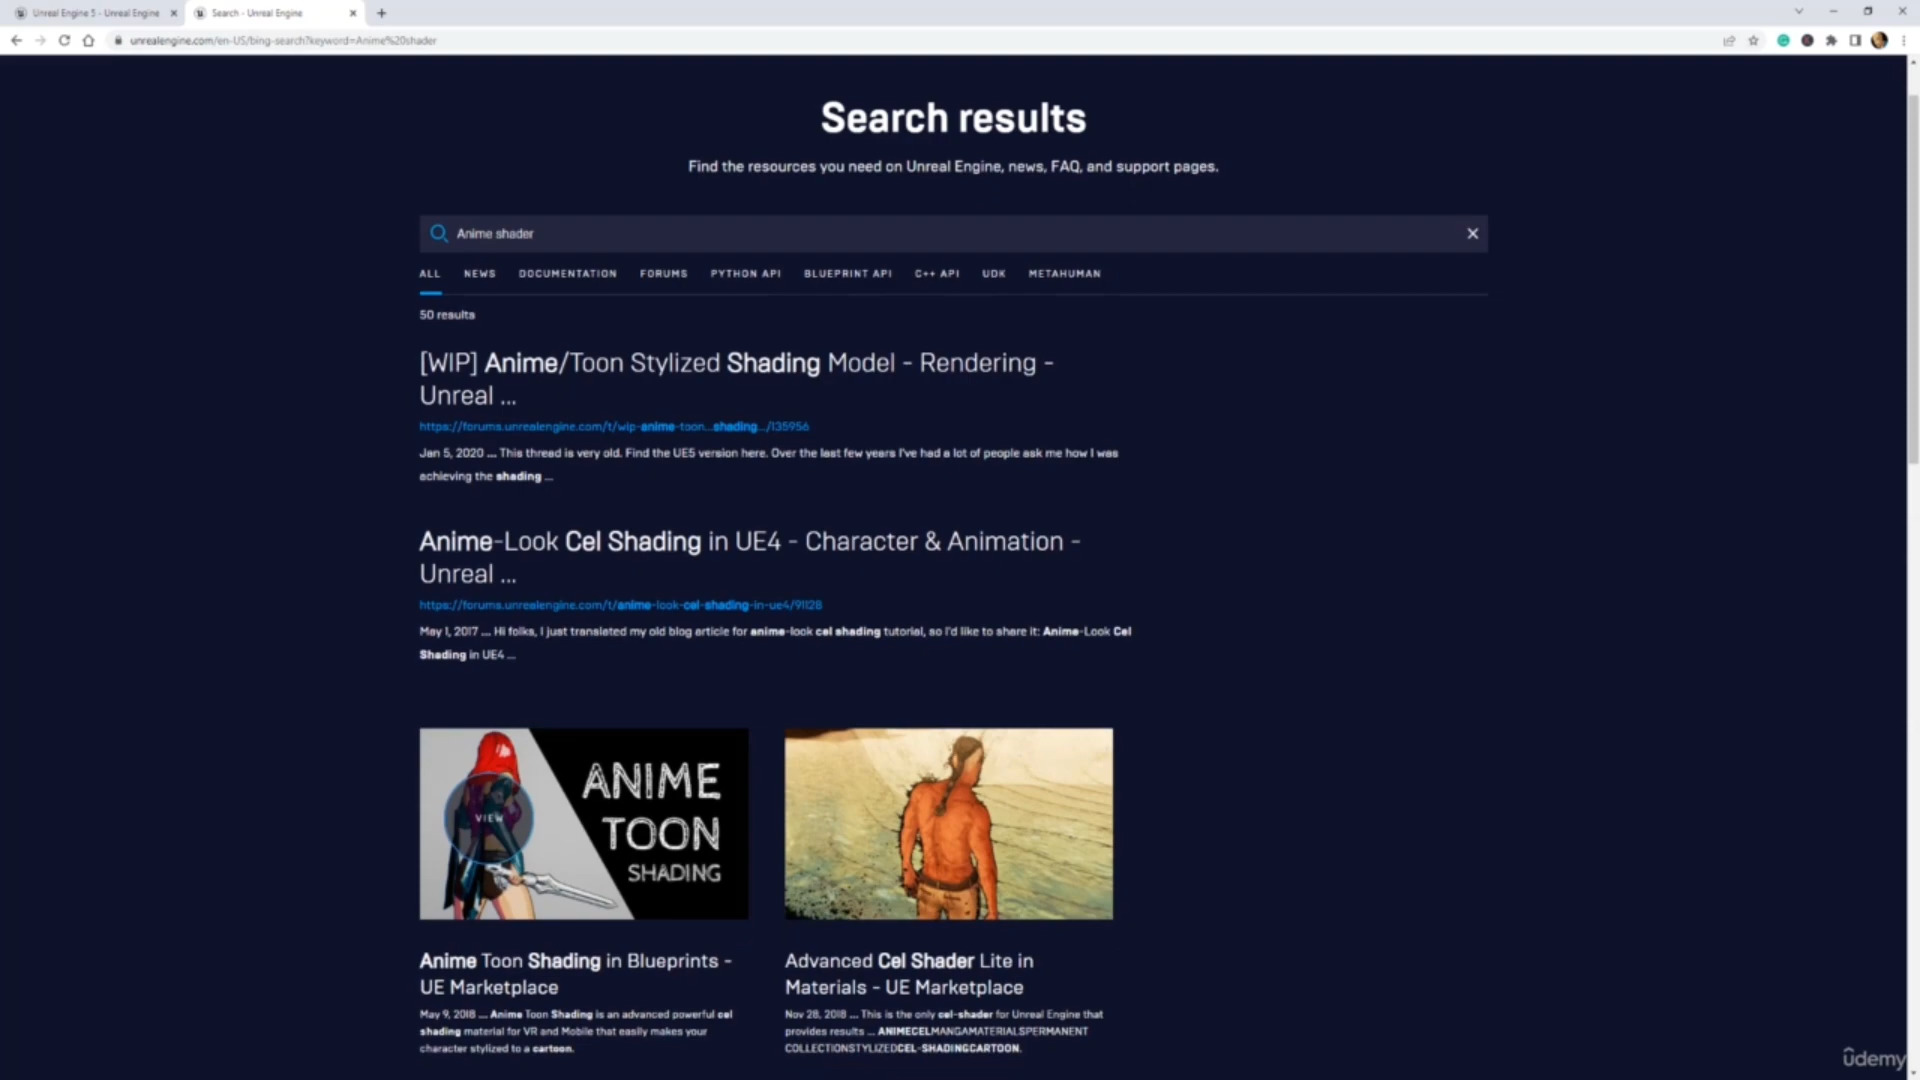 Unreal Engine 5 - Unreal Engine
Search - Unreal Engine
unrealengine.com/en-US/bing-search?keyword=Anime%20shader
Search results
Find the resources you need on Unreal Engine, news, FAQ, and support pages.
Anime shader
ALL NEWS DOCUMENTATION FORUMS PYTHON API BLUEPRINT API C++ API UDK METAHUMAN
50 results
[WIP] Anime/Toon Stylized Shading Model - Rendering -
Unreal ...
https://forums.unrealengine.com/t/wip-anime-toon...shading.../135956
Jan 5, 2020 ... This thread is very old. Find the UE5 version here. Over the last few years I've had a lot of people ask me how I was
achieving the shading ...
Anime-Look Cel Shading in UE4 - Character & Animation -
Unreal ...
https://forums.unrealengine.com/t/anime-look-cel-shading-in-ue4/91128
May 1, 2017 ... Hi folks, I just translated my old blog article for anime-look cel shading tutorial, so I'd like to share it: Anime-Look Cel
Shading in UE4 ...
VIEW
ANIME
TOON
SHADING
Anime Toon Shading in Blueprints -
UE Marketplace
May 9, 2018 ... Anime Toon Shading is an advanced powerful cel
shading material for VR and Mobile that easily makes your
character stylized to a cartoon.
Advanced Cel Shader Lite in
Materials - UE Marketplace
Nov 28, 2018 ... This is the only cel-shader for Unreal Engine that
provides results ... ANIMECELMANGAMATERIALSPERMANENT
COLLECTIONSTYLIZEDCEL-SHADINGCARTOON.
ûdemy